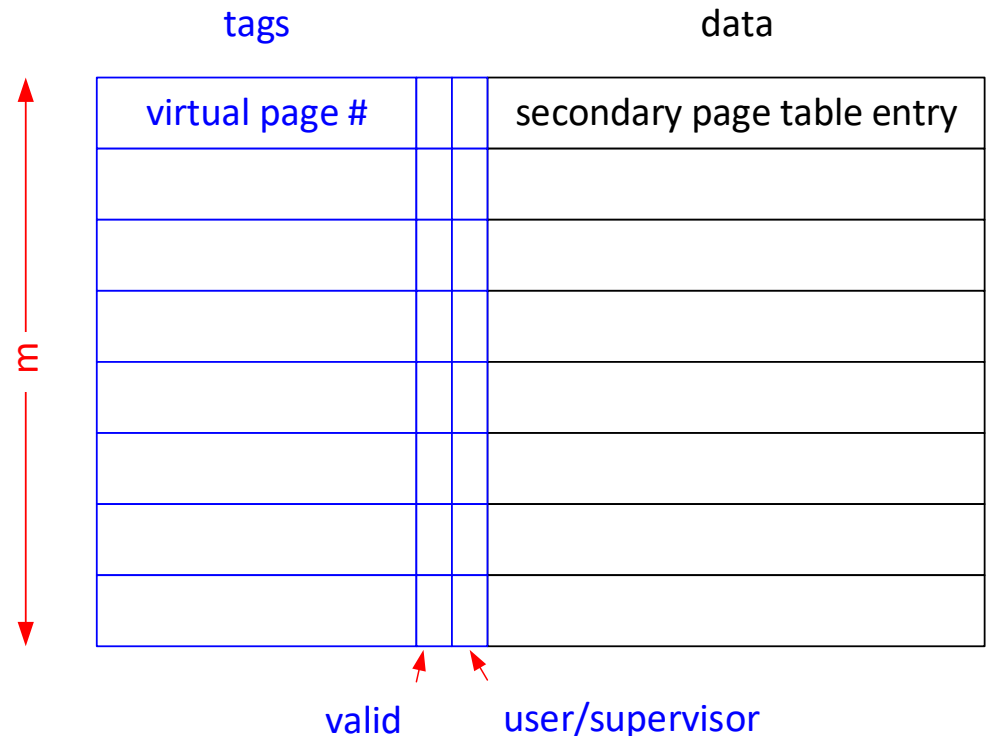 tags
data
virtual page #
secondary page table entry
m
valid
user/supervisor